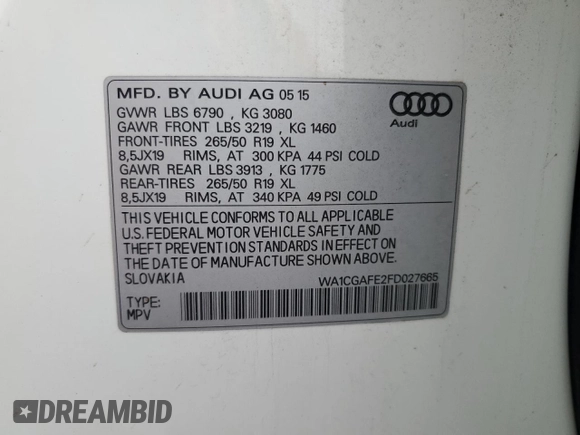 MFD. BY AUDI AG 05 15
GVWR LBS 6790 , KG 3080
GAWR FRONT LBS 3219 , KG 1460
FRONT-TIRES 265/50 R19 XL
8,5JX19 RIMS, AT 300 KPA 44 PSI COLD
GAWR REAR LBS 3913 , KG 1775
REAR-TIRES 265/50 R19 XL
8,5JX19 RIMS, AT 340 KPA 49 PSI COLD
Audi
THIS VEHICLE CONFORMS TO ALL APPLICABLE
U.S. FEDERAL MOTOR VEHICLE SAFETY AND
THEFT PREVENTION STANDARDS IN EFFECT ON
THE DATE OF MANUFACTURE SHOWN ABOVE.
SLOVAKIA
WA1CGAFE2FD027665
TYPE:
MPV
DREAMBID